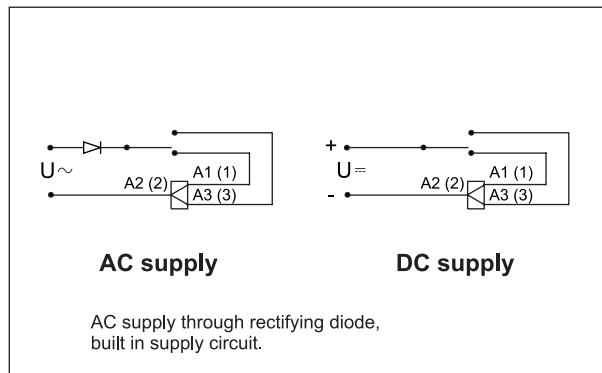 U~
A2 (2)
A1 (1)
A3 (3)
AC supply
+
U⎓
-
A2 (2)
A1 (1)
A3 (3)
DC supply
AC supply through rectifying diode,
built in supply circuit.